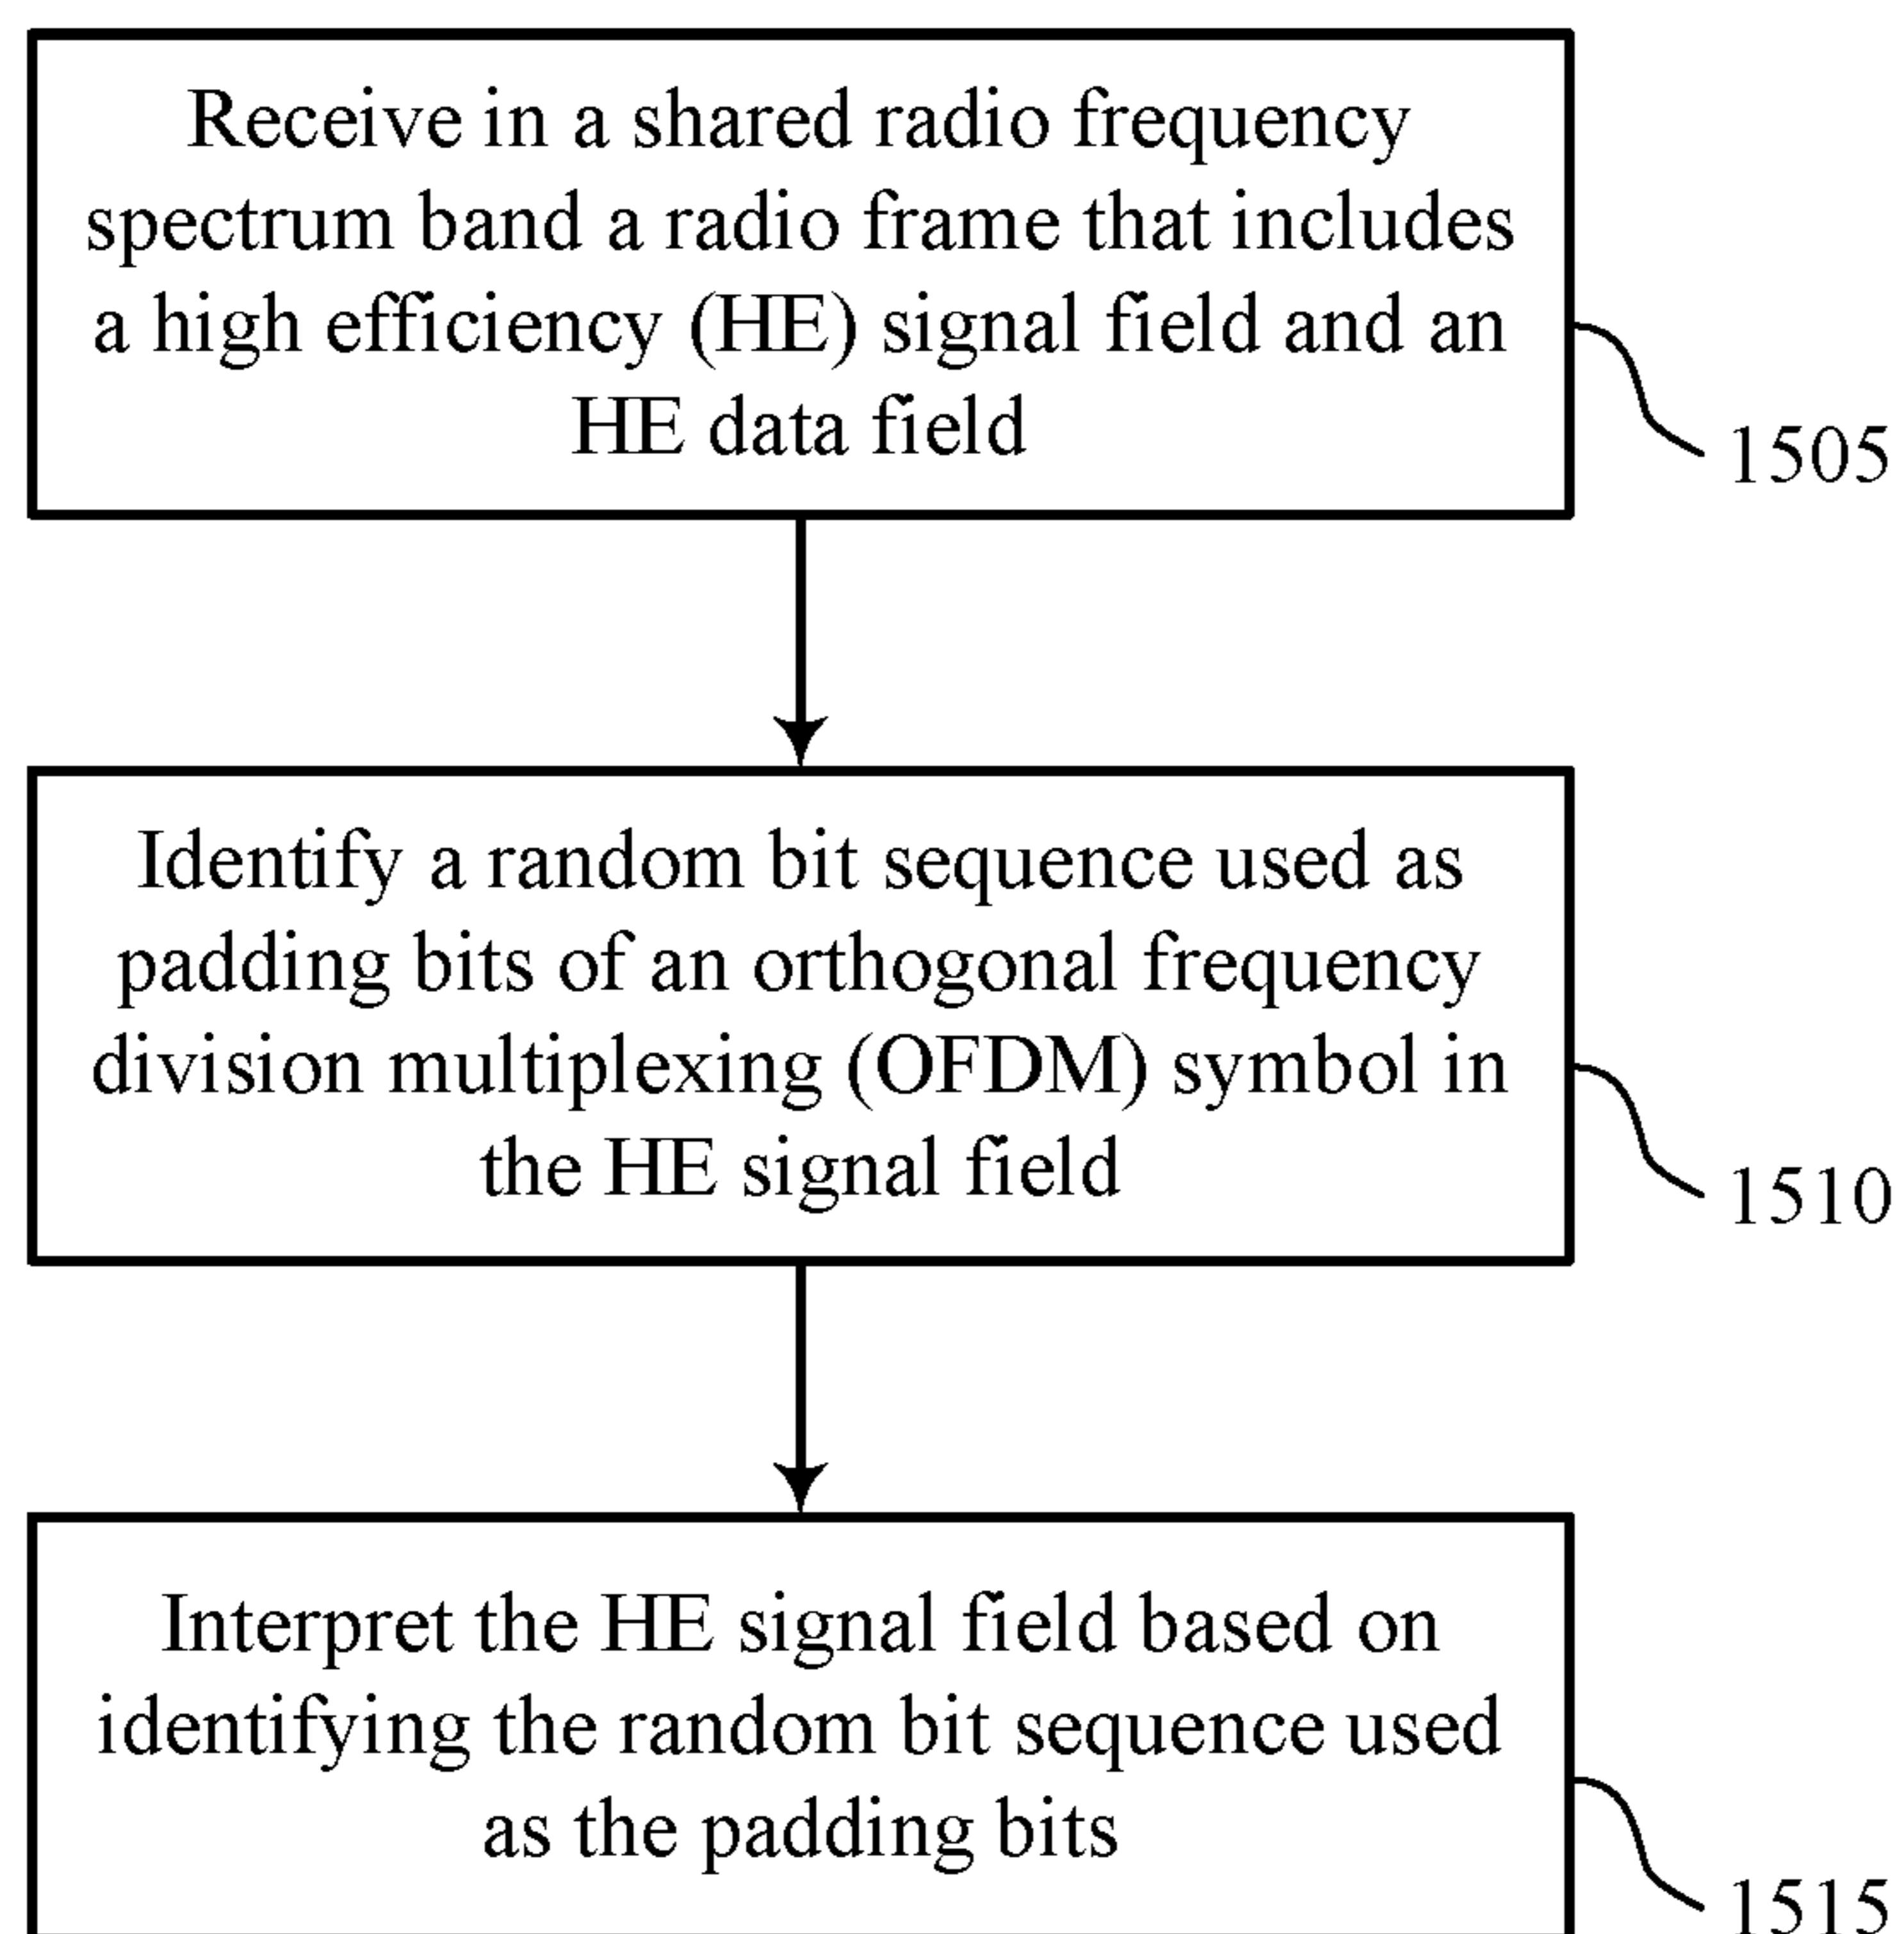 Receive in a shared radio frequency
spectrum band a radio frame that includes
a high efficiency (HE) signal field and an
HE data field
1505
Identify a random bit sequence used as
padding bits of an orthogonal frequency
division multiplexing (OFDM) symbol in
the HE signal field
1510
Interpret the HE signal field based on
identifying the random bit sequence used
as the padding bits
1515